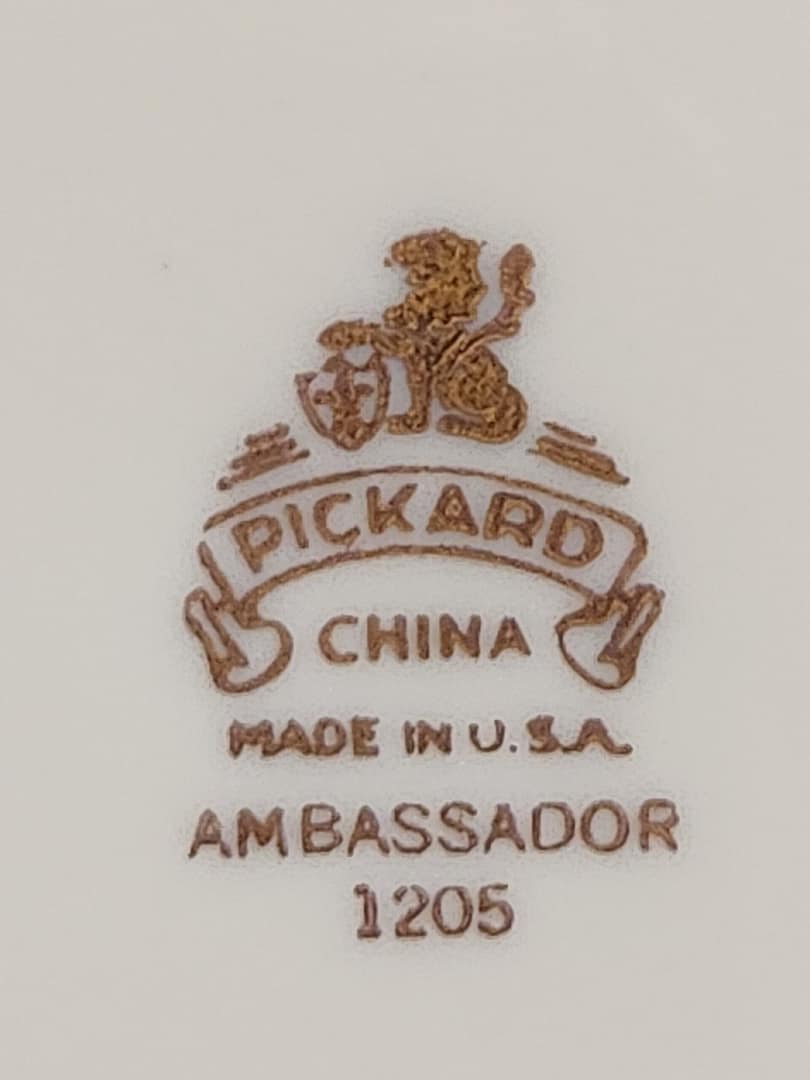 PICKARD
CHINA
MADE IN U.S.A.
AMBASSADOR
1205